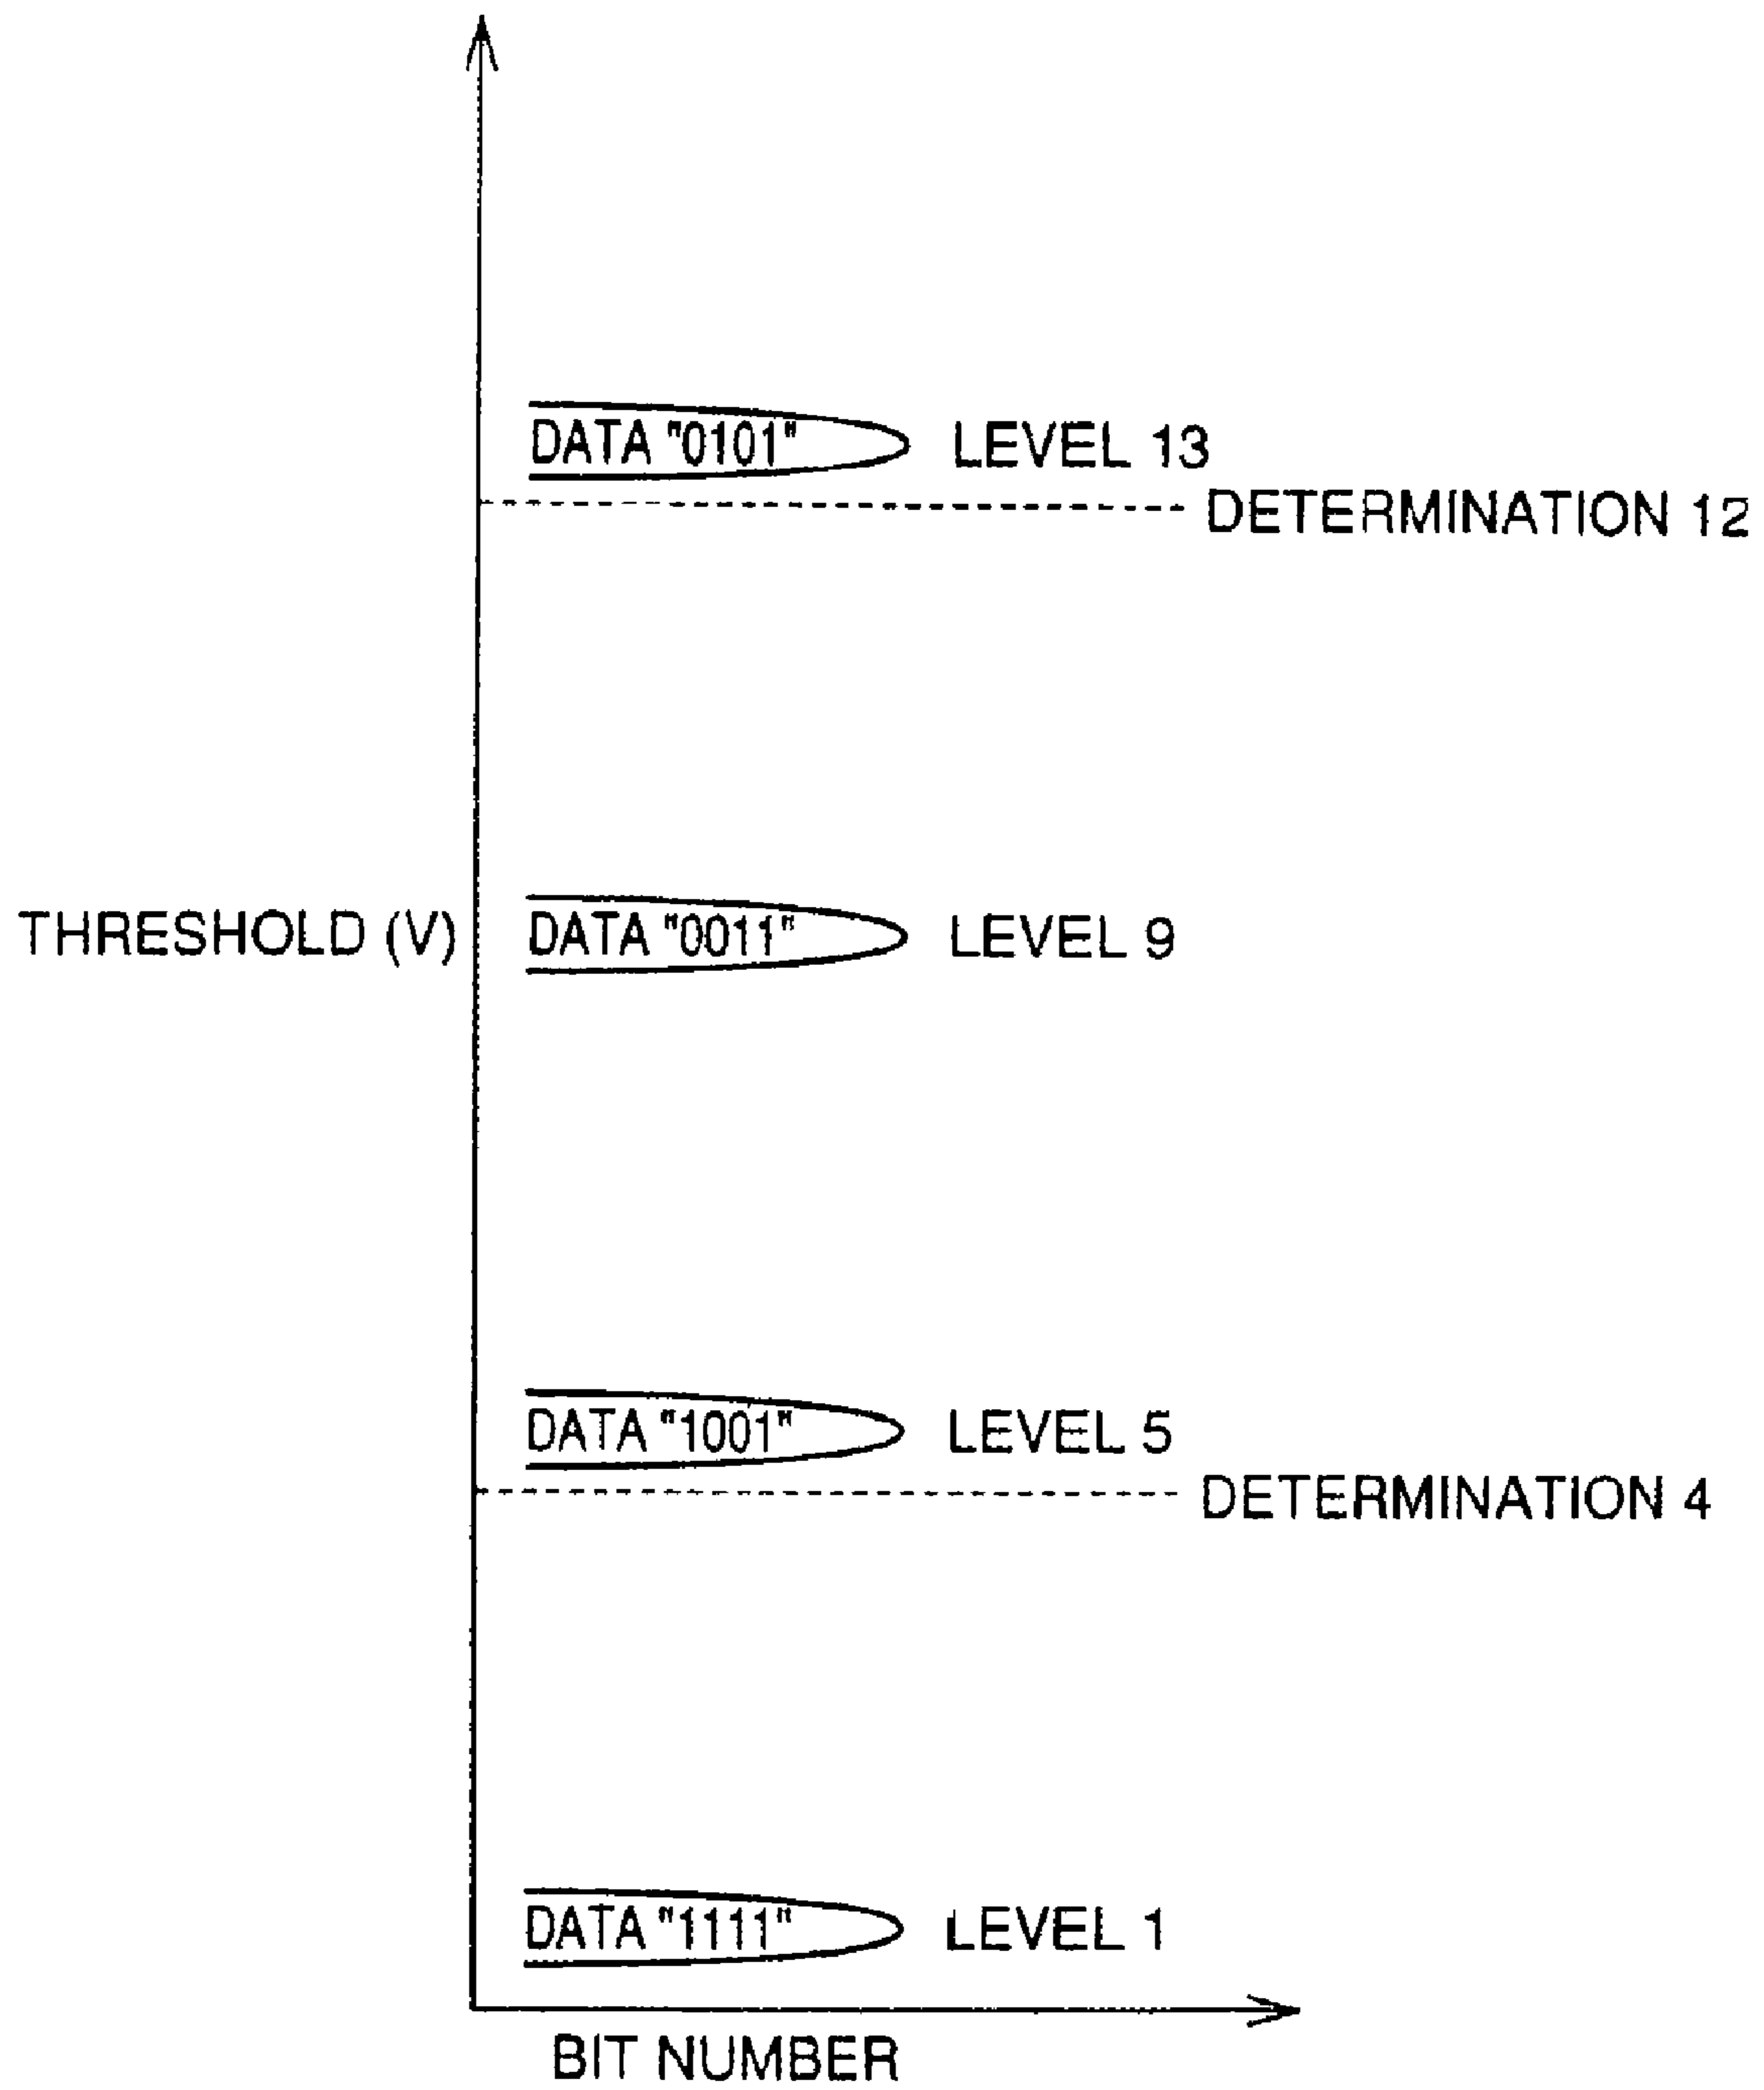 DATA "0101" LEVEL 13
DETERMINATION 12
THRESHOLD (V) DATA "0011" LEVEL 9
DATA "1001" LEVEL 5
DETERMINATION 4
DATA "1111" LEVEL 1
BIT NUMBER